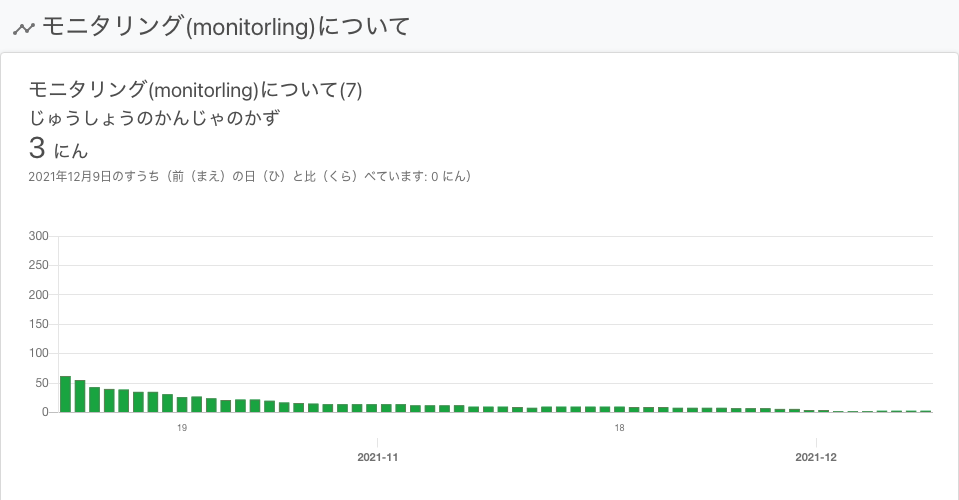 モニタリング(monitorling)について
モニタリング(monitorling)について(7)
じゅうしょうのかんじゃのかず
3 にん
2021年12月9日のすうち（前（まえ）の日（ひ）と比（くら）べています: 0 にん）
300
250
200
150
100
50
0
19 18
2021-11 2021-12